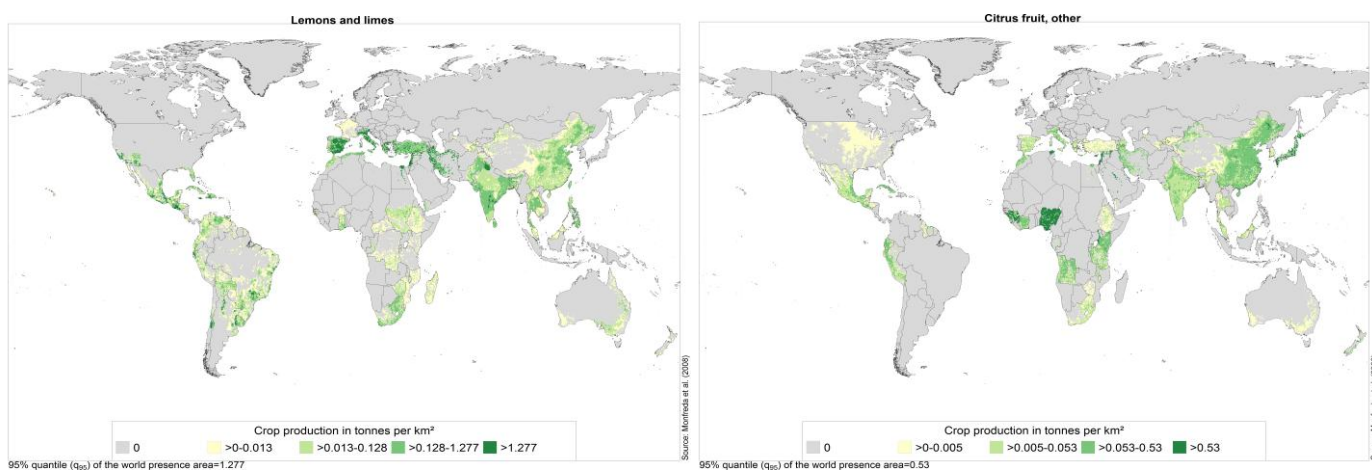 Lemons and limes
Source: Monfreda et al. (2008)
Crop production in tonnes per km²
0
>0-0.013
>0.013-0.128
>0.128-1.277
>1.277
95% quantile (q95) of the world presence area=1.277
Citrus fruit, other
Crop production in tonnes per km²
0
>0-0.005
>0.005-0.053
>0.053-0.53
>0.53
95% quantile (q95) of the world presence area=0.53